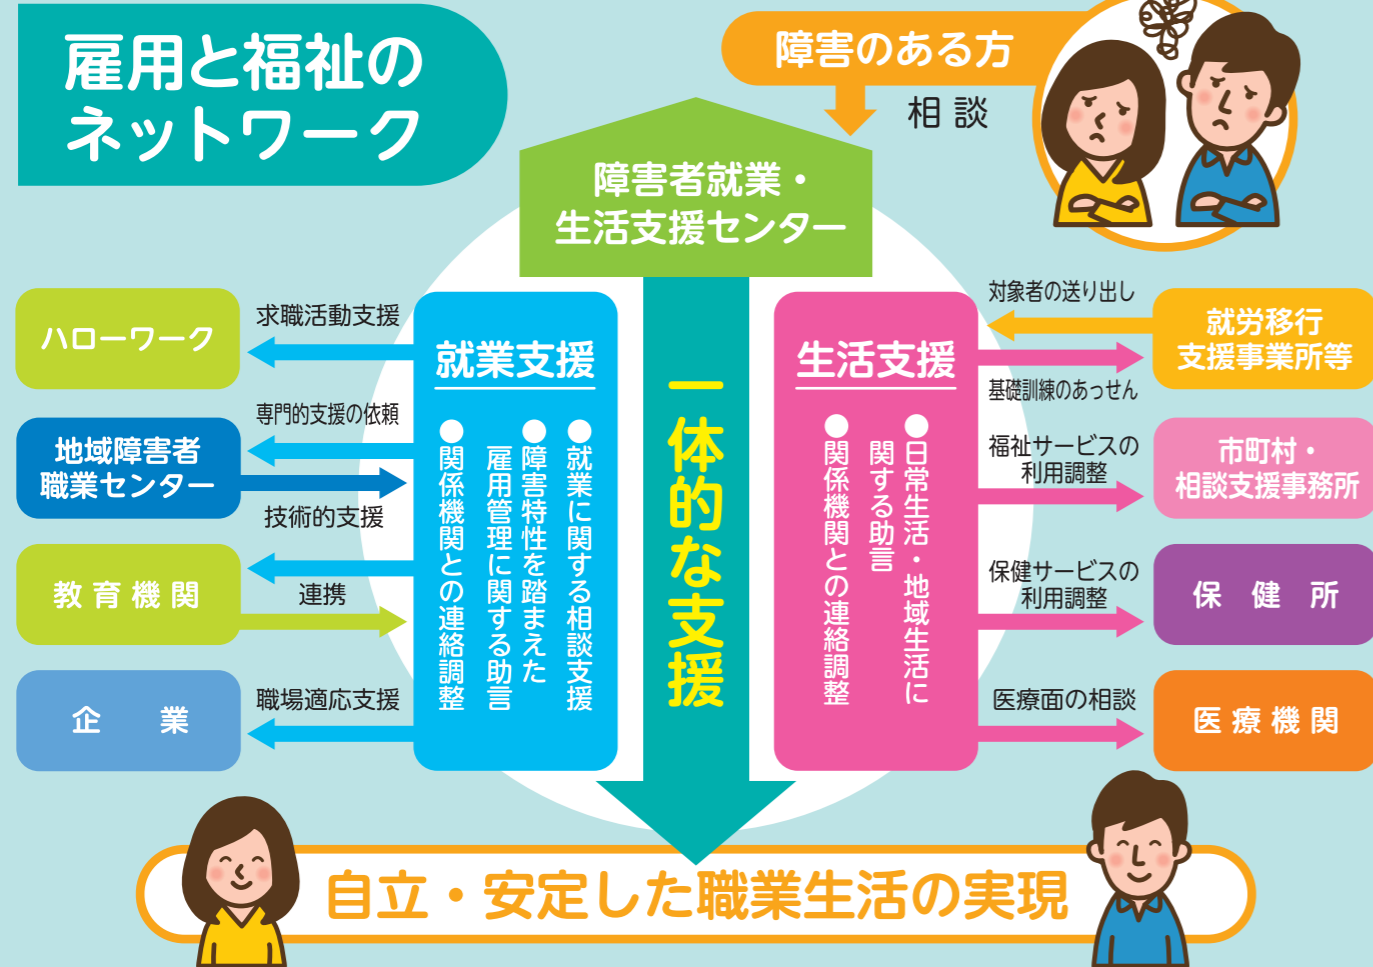 雇用と福祉の
ネットワーク
障害のある方
相談
障害者就業・
生活支援センター
ハローワーク
求職活動支援
地域障害者
職業センター
専門的支援の依頼
技術的支援
教育機関
連携
企業
職場適応支援
就業支援
●就業に関する相談支援
●障害特性を踏まえた
雇用管理に関する助言
●関係機関との連絡調整
一体的な支援
生活支援
●日常生活・地域生活に
関する助言
●関係機関との連絡調整
対象者の送り出し
基礎訓練のあっせん
就労移行
支援事業所等
福祉サービスの
利用調整
市町村・
相談支援事務所
保健サービスの
利用調整
保健所
医療面の相談
医療機関
自立・安定した職業生活の実現